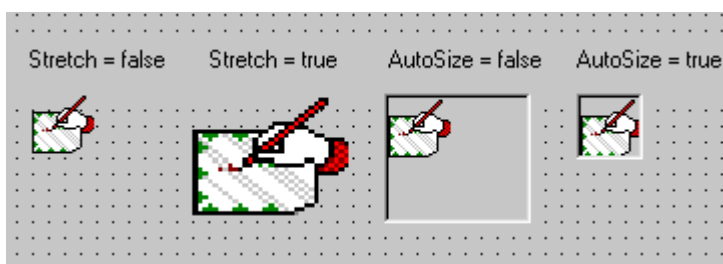 Stretch = false Stretch = true AutoSize = false AutoSize = true